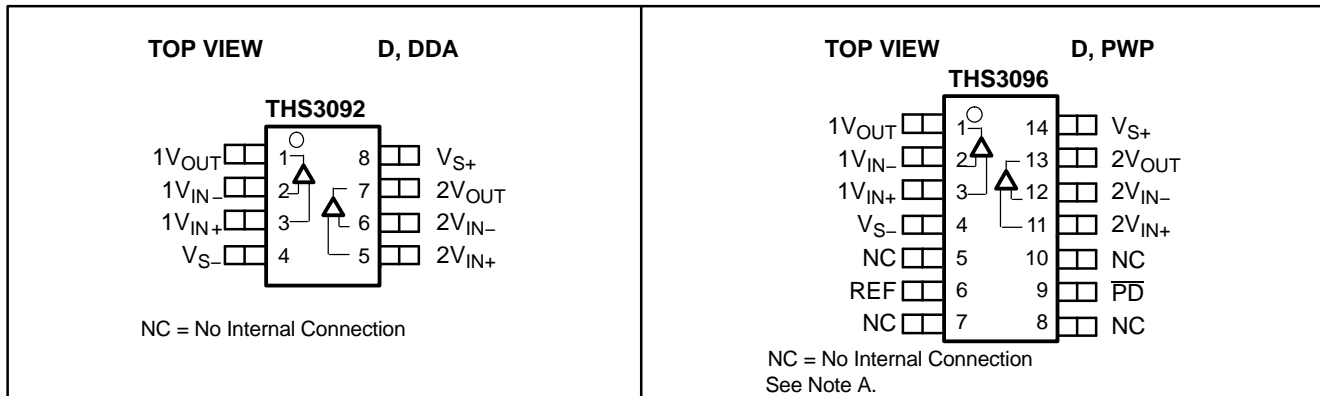 TOP VIEW D, DDA
THS3092
1VOUT 1 8 VS+
1VIN− 2 7 2VOUT
1VIN+ 3 6 2VIN−
VS− 4 5 2VIN+
NC = No Internal Connection
TOP VIEW D, PWP
THS3096
1VOUT 1 14 VS+
1VIN− 2 13 2VOUT
1VIN+ 3 12 2VIN−
VS− 4 11 2VIN+
NC 5 10 NC
REF 6 9 P̅D̅
NC 7 8 NC
NC = No Internal Connection
See Note A.